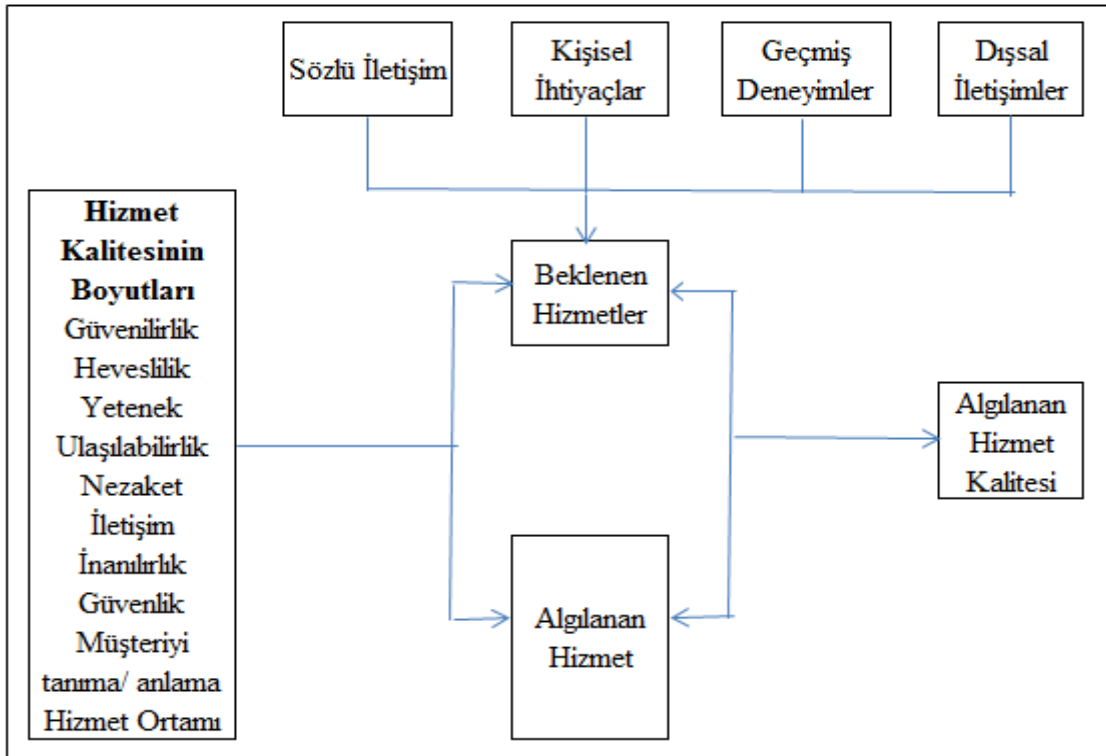 Sözlü İletişim
Kişisel
İhtiyaçlar
Geçmiş
Deneyimler
Dışsal
İletişimler
Hizmet
Kalitesinin
Boyutları
Güvenilirlik
Heveslilik
Yetenek
Ulaşılabilirlik
Nezaket
İletişim
İnanılırlık
Güvenlik
Müşteriyi
tanıma/ anlama
Hizmet Ortamı
Beklenen
Hizmetler
Algılanan
Hizmet
Algılanan
Hizmet
Kalitesi